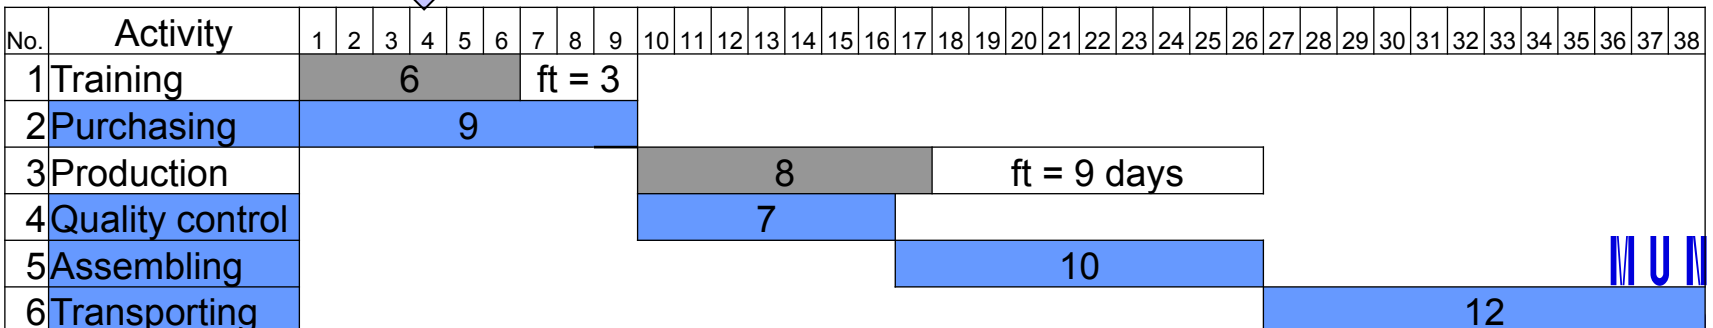 No. Activity 1 2 3 4 5 6 7 8 9 10 11 12 13 14 15 16 17 18 19 20 21 22 23 24 25 26 27 28 29 30 31 32 33 34 35 36 37 38
1 Training 6 ft = 3
2 Purchasing 9
3 Production 8 ft = 9 days
4 Quality control 7
5 Assembling 10
MUN
6 Transporting 12